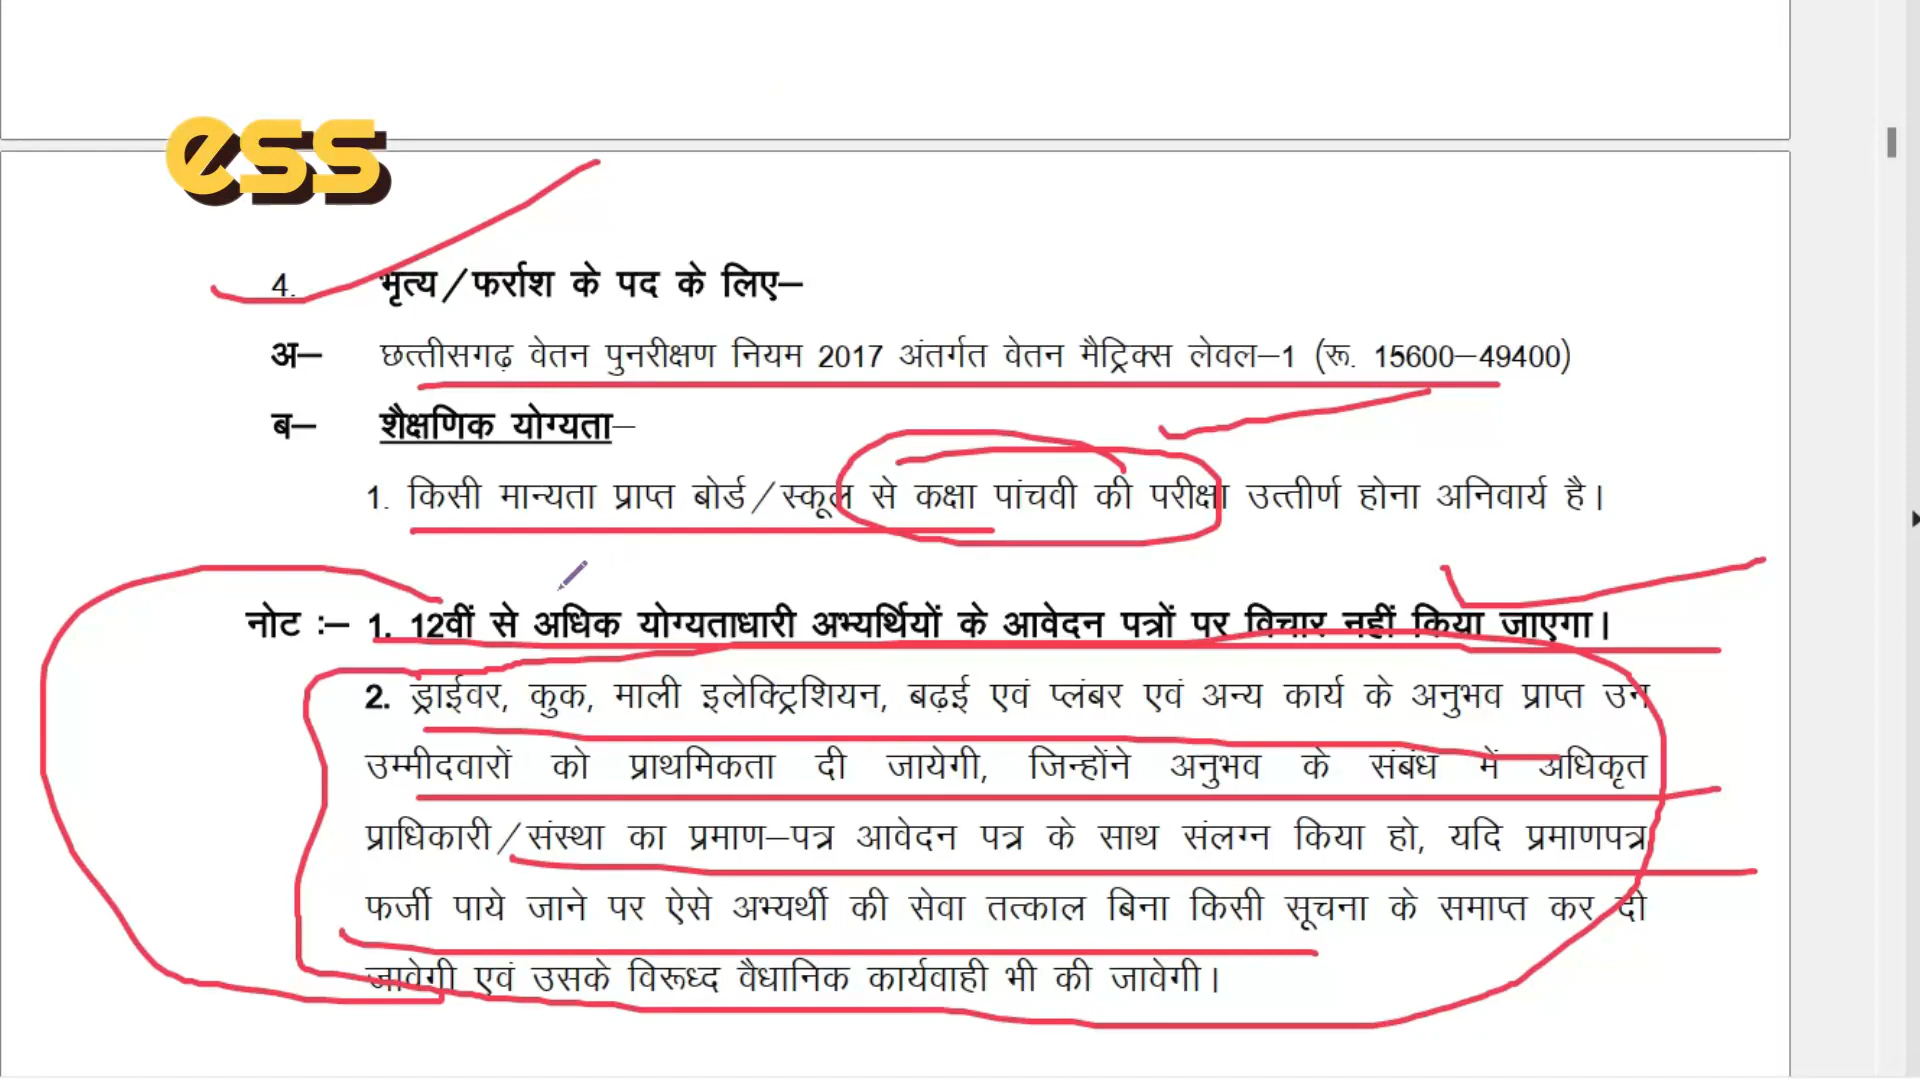 ess
4. भृत्य/फर्राश के पद के लिए–
अ– छत्तीसगढ़ वेतन पुनरीक्षण नियम 2017 अंतर्गत वेतन मैट्रिक्स लेवल–1 (रू. 15600–49400)
ब– शैक्षणिक योग्यता–
1. किसी मान्यता प्राप्त बोर्ड/स्कूल से कक्षा पांचवी की परीक्षा उत्तीर्ण होना अनिवार्य है।
नोट :– 1. 12वीं से अधिक योग्यताधारी अभ्यर्थियों के आवेदन पत्रों पर विचार नहीं किया जाएगा।
2. ड्राईवर, कुक, माली इलेक्ट्रिशियन, बढ़ई एवं प्लंबर एवं अन्य कार्य के अनुभव प्राप्त उन
उम्मीदवारों को प्राथमिकता दी जायेगी, जिन्होंने अनुभव के संबंध में अधिकृत
प्राधिकारी/संस्था का प्रमाण–पत्र आवेदन पत्र के साथ संलग्न किया हो, यदि प्रमाणपत्र
फर्जी पाये जाने पर ऐसे अभ्यर्थी की सेवा तत्काल बिना किसी सूचना के समाप्त कर दी
जावेगी एवं उसके विरूध्द वैधानिक कार्यवाही भी की जावेगी।